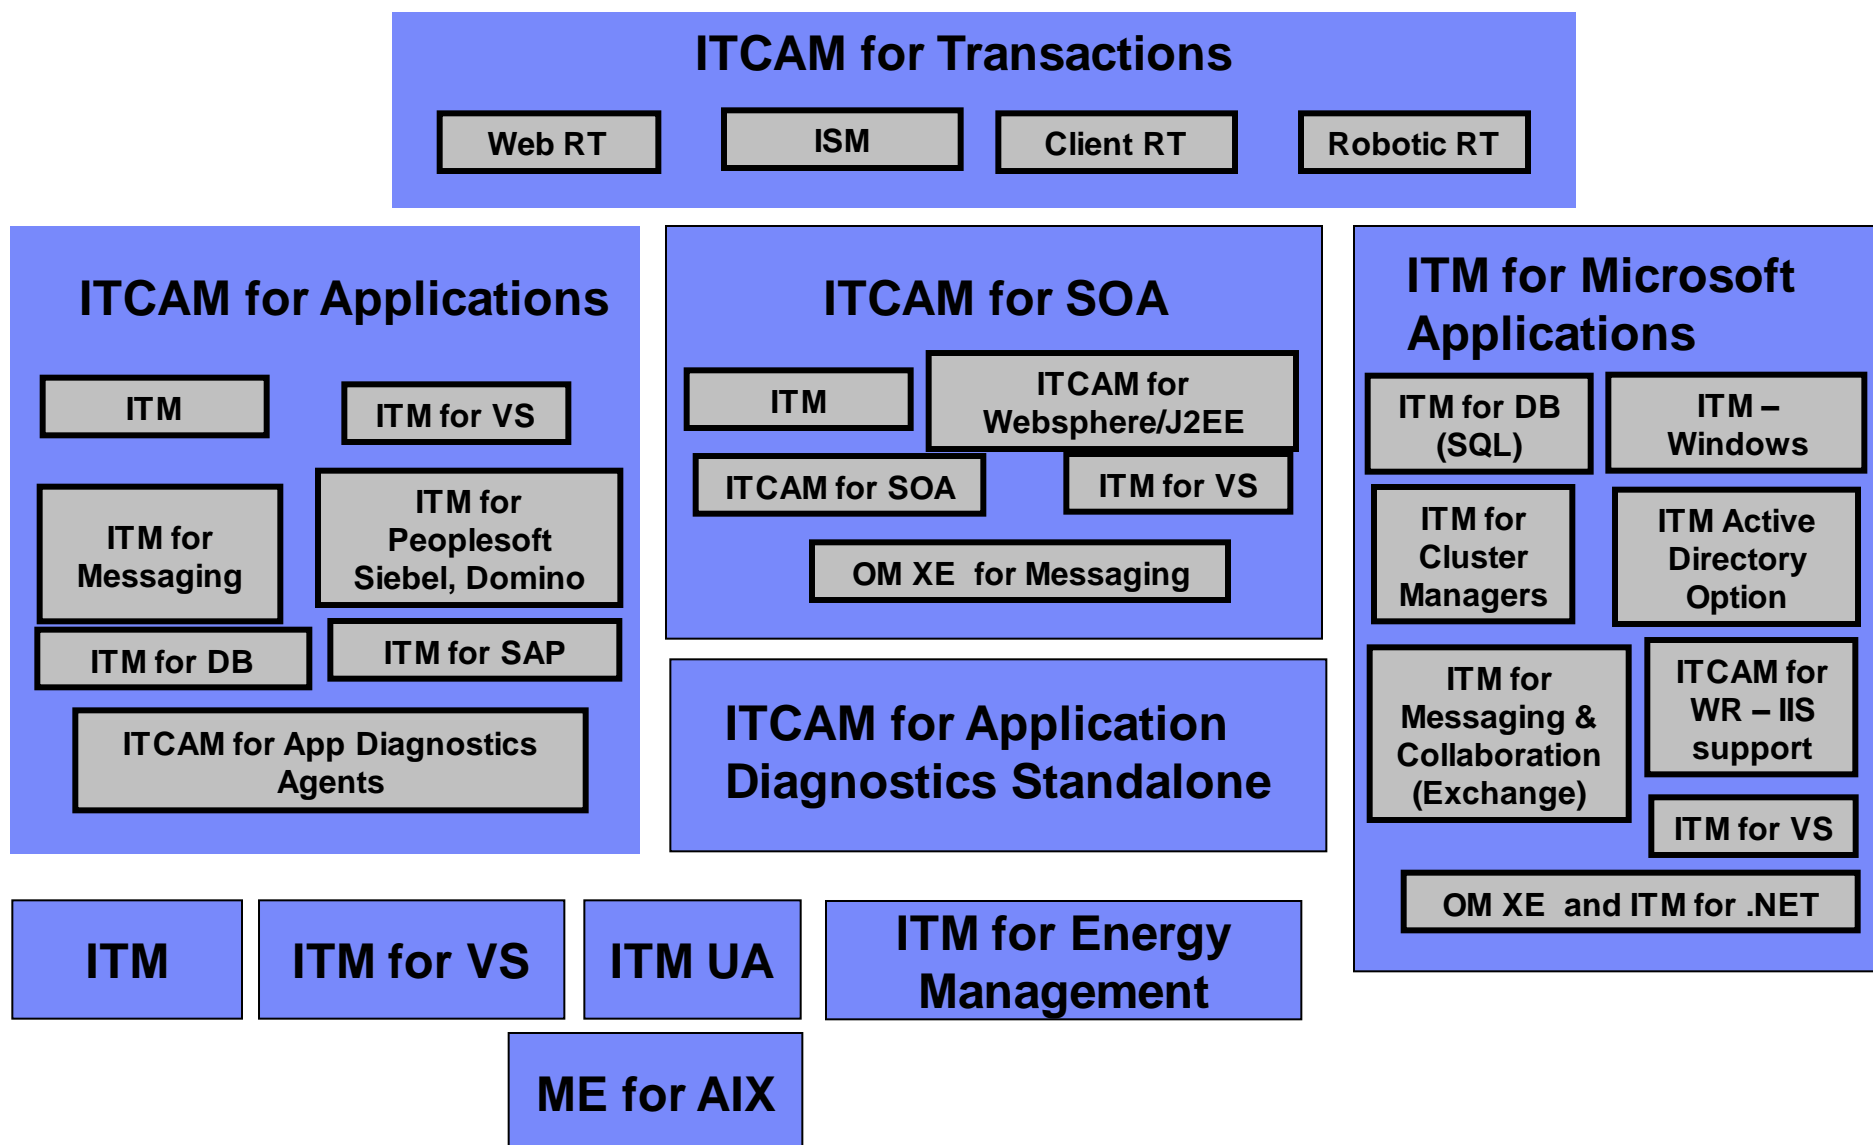 ITCAM for Transactions
Web RT
ISM
Client RT
Robotic RT
ITCAM for Applications
ITM
ITM for VS
ITM for
Messaging
ITM for
Peoplesoft
Siebel, Domino
ITM for DB
ITM for SAP
ITCAM for App Diagnostics
Agents
ITCAM for SOA
ITM
ITCAM for
Websphere/J2EE
ITCAM for SOA
ITM for VS
OM XE  for Messaging
ITCAM for Application
Diagnostics Standalone
ITM for Microsoft
Applications
ITM for DB
(SQL)
ITM –
Windows
ITM for
Cluster
Managers
ITM Active
Directory
Option
ITM for
Messaging &
Collaboration
(Exchange)
ITCAM for
WR – IIS
support
ITM for VS
OM XE  and ITM for .NET
ITM
ITM for VS
ITM UA
ITM for Energy
Management
ME for AIX